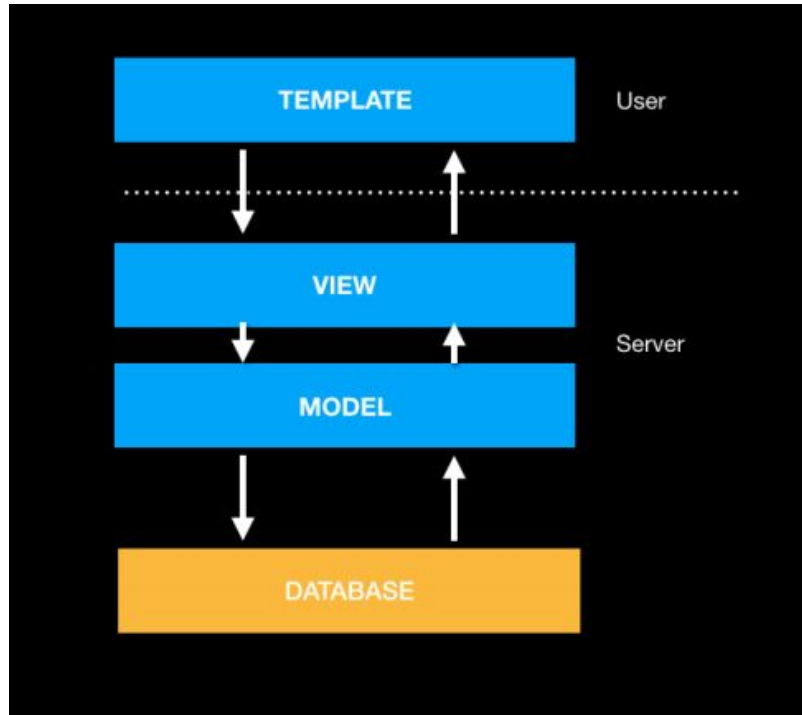 TEMPLATE
User
VIEW
Server
MODEL
DATABASE